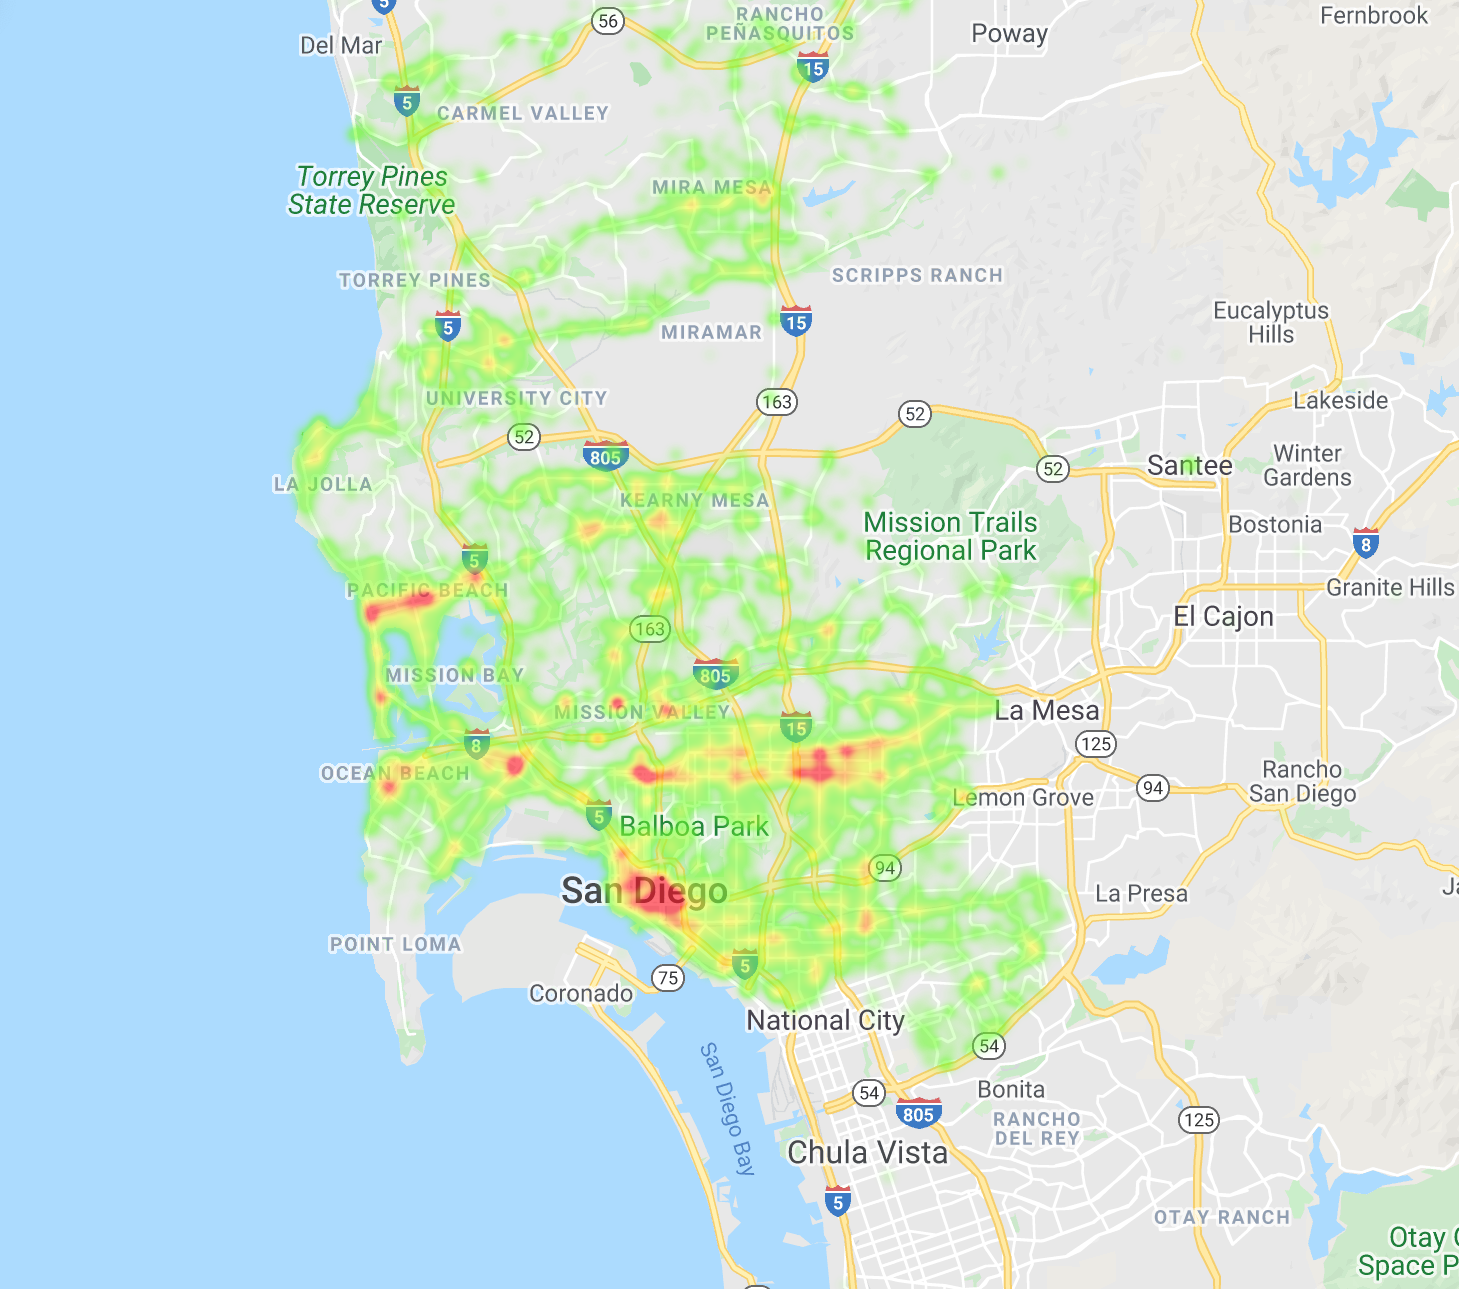 5
56
RANCHO
PEÑASQUITOS
Poway
Fernbrook
Del Mar
15
5
CARMEL VALLEY
Torrey Pines
State Reserve
MIRA MESA
TORREY PINES
SCRIPPS RANCH
5
MIRAMAR
15
Eucalyptus
Hills
UNIVERSITY CITY
163
52
Lakeside
52
805
52
Santee
Winter
Gardens
LA JOLLA
KEARNY MESA
Mission Trails
Regional Park
Bostonia
8
5
PACIFIC BEACH
Granite Hills
163
El Cajon
MISSION BAY
805
MISSION VALLEY
15
La Mesa
8
125
OCEAN BEACH
Rancho
San Diego
Lemon Grove
94
5
Balboa Park
94
San Diego
La Presa
POINT LOMA
5
75
Coronado
National City
54
San Diego Bay
54
Bonita
805
RANCHO
DEL REY
125
Chula Vista
5
OTAY RANCH
Otay
Space P